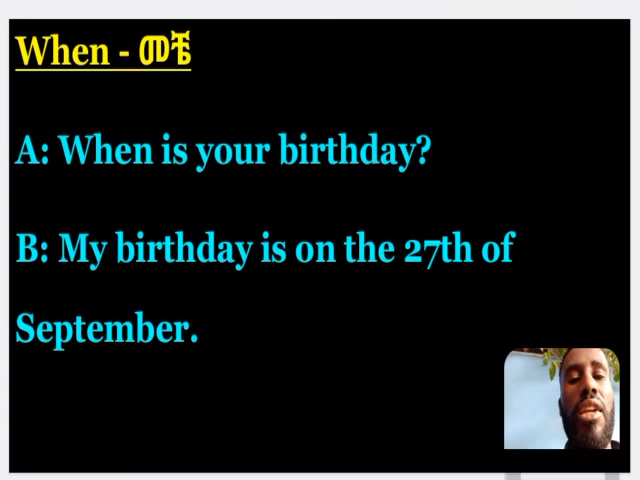 When - መቼ
A: When is your birthday?
B: My birthday is on the 27th of
September.